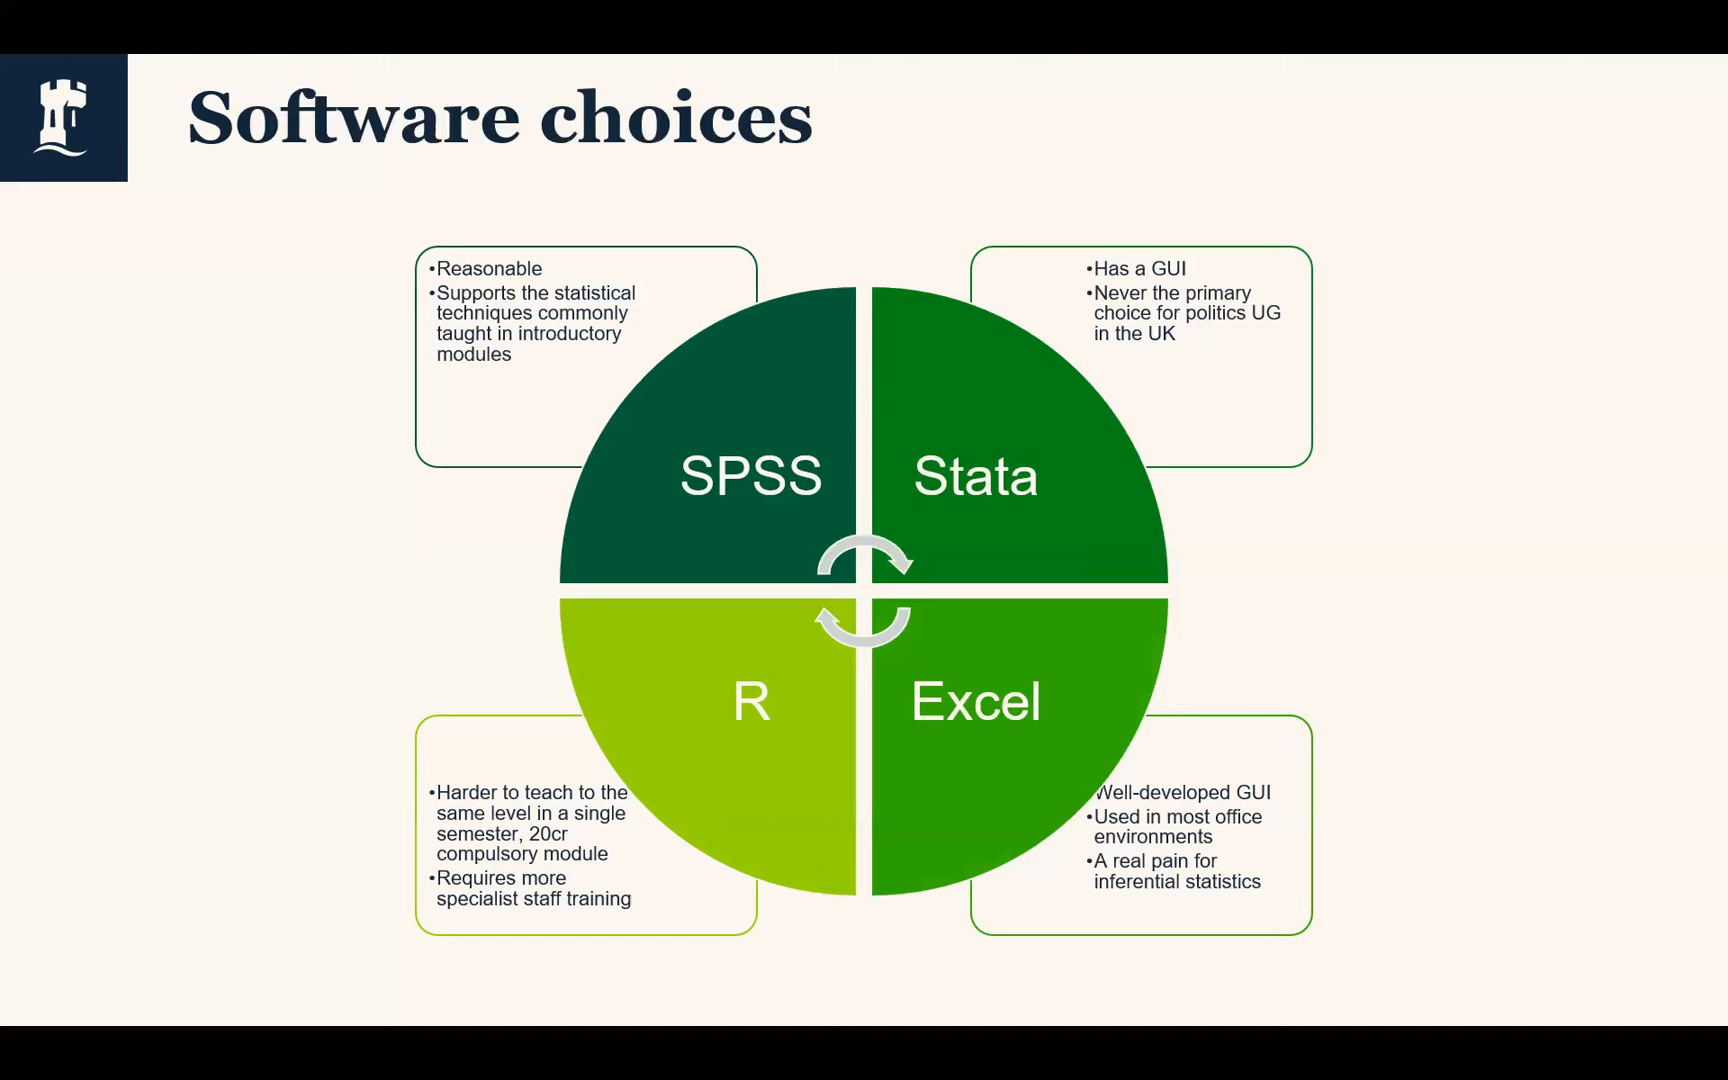 Software choices
•Reasonable
•Supports the statistical
techniques commonly
taught in introductory
modules
•Has a GUI
•Never the primary
choice for politics UG
in the UK
SPSS
Stata
R
Excel
•Harder to teach to the
same level in a single
semester, 20cr
compulsory module
•Requires more
specialist staff training
Well-developed GUI
•Used in most office
environments
•A real pain for
inferential statistics